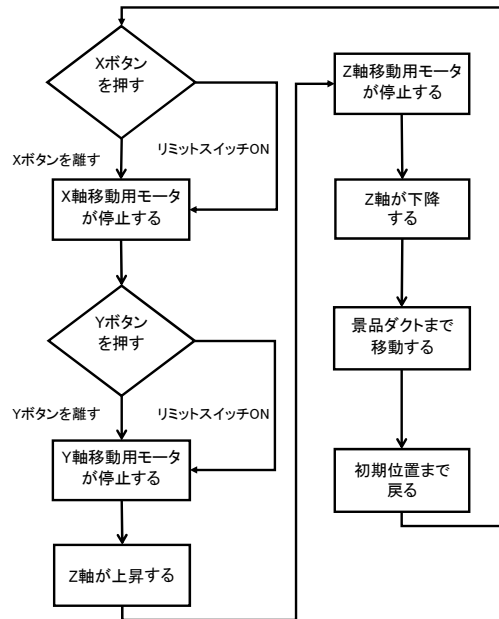 Xボタン
を押す
Xボタンを離す
リミットスイッチON
X軸移動用モータ
が停止する
Yボタン
を押す
Yボタンを離す
リミットスイッチON
Y軸移動用モータ
が停止する
Z軸が上昇する
Z軸移動用モータ
が停止する
Z軸が下降
する
景品ダクトまで
移動する
初期位置まで
戻る